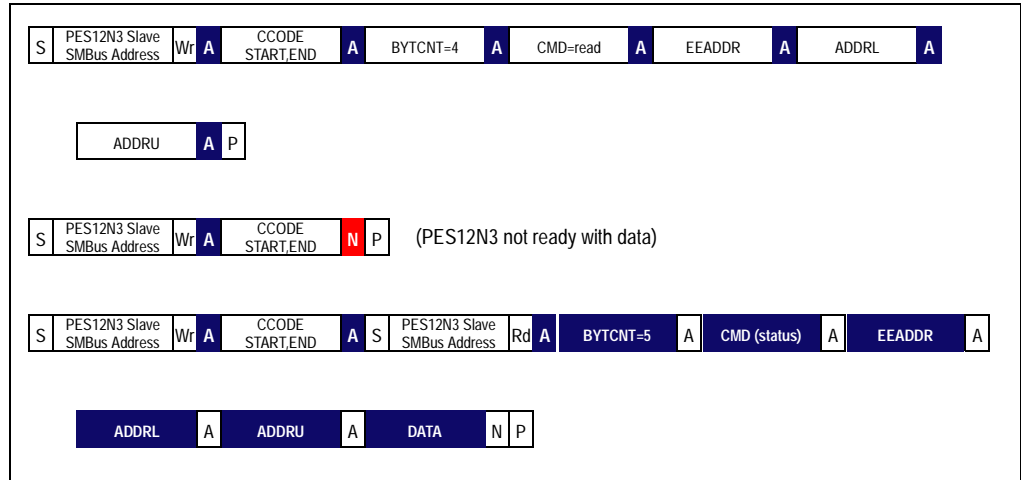 S PES12N3 Slave SMBus Address Wr A CCODE START,END A BYTCNT=4 A CMD=read A EEADDR A ADDRL A
ADDRU A P
S PES12N3 Slave SMBus Address Wr A CCODE START,END N P (PES12N3 not ready with data)
S PES12N3 Slave SMBus Address Wr A CCODE START,END A S PES12N3 Slave SMBus Address Rd A BYTCNT=5 A CMD (status) A EEADDR A
ADDRL A ADDRU A DATA N P